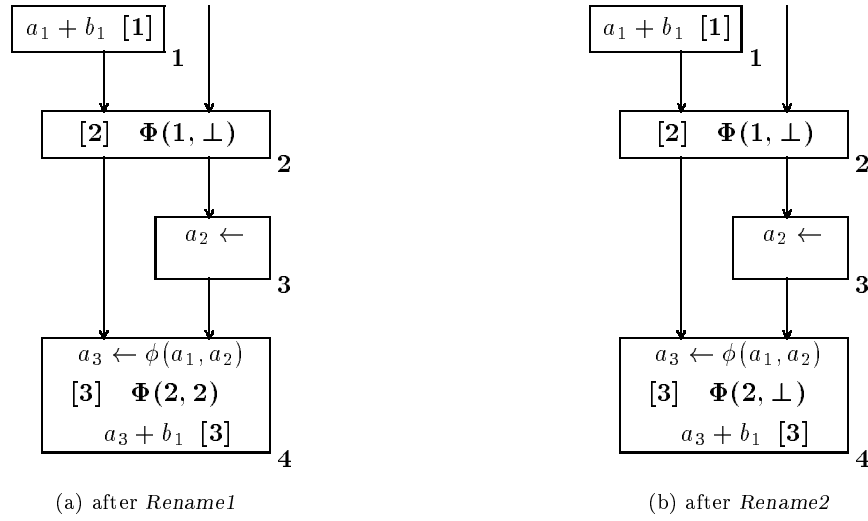 a₁ + b₁ [1]
1
[2] Φ(1, ⊥)
2
a₂ ←
3
a₃ ← ϕ(a₁, a₂)
[3] Φ(2, 2)
a₃ + b₁ [3]
4
(a) after Rename1
a₁ + b₁ [1]
1
[2] Φ(1, ⊥)
2
a₂ ←
3
a₃ ← ϕ(a₁, a₂)
[3] Φ(2, ⊥)
a₃ + b₁ [3]
4
(b) after Rename2